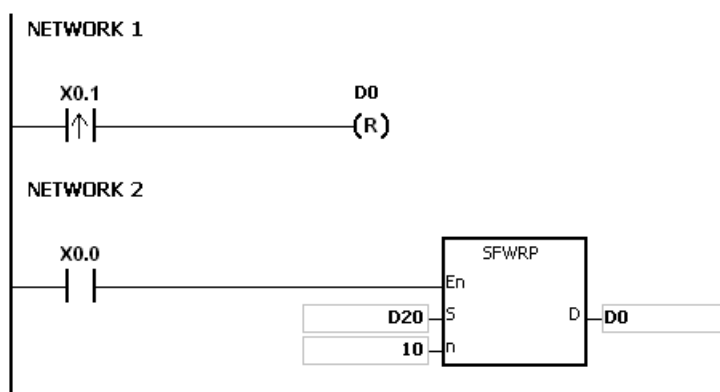 NETWORK 1
X0.1
D0
(R)
NETWORK 2
X0.0
SFWRP
En
D20
S
D
D0
10
n